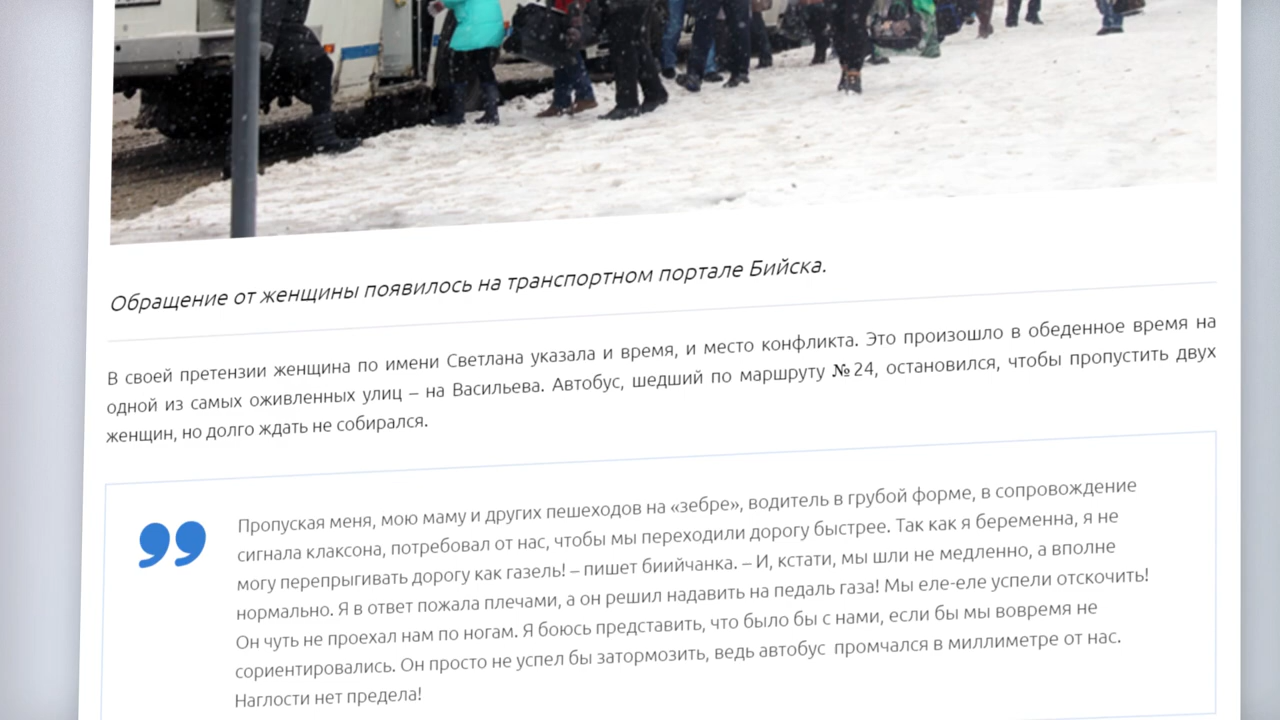 Обращение от женщины появилось на транспортном портале Бийска.
В своей претензии женщина по имени Светлана указала и время, и место конфликта. Это произошло в обеденное время на
одной из самых оживленных улиц – на Васильева. Автобус, шедший по маршруту №24, остановился, чтобы пропустить двух
женщин, но долго ждать не собирался.
Пропуская меня, мою маму и других пешеходов на «зебре», водитель в грубой форме, в сопровождение
сигнала клаксона, потребовал от нас, чтобы мы переходили дорогу быстрее. Так как я беременна, я не
могу перепрыгивать дорогу как газель! – пишет биийчанка. – И, кстати, мы шли не медленно, а вполне
нормально. Я в ответ пожала плечами, а он решил надавить на педаль газа! Мы еле-еле успели отскочить!
Он чуть не проехал нам по ногам. Я боюсь представить, что было бы с нами, если бы мы вовремя не
сориентировались. Он просто не успел бы затормозить, ведь автобус промчался в миллиметре от нас.
Наглости нет предела!